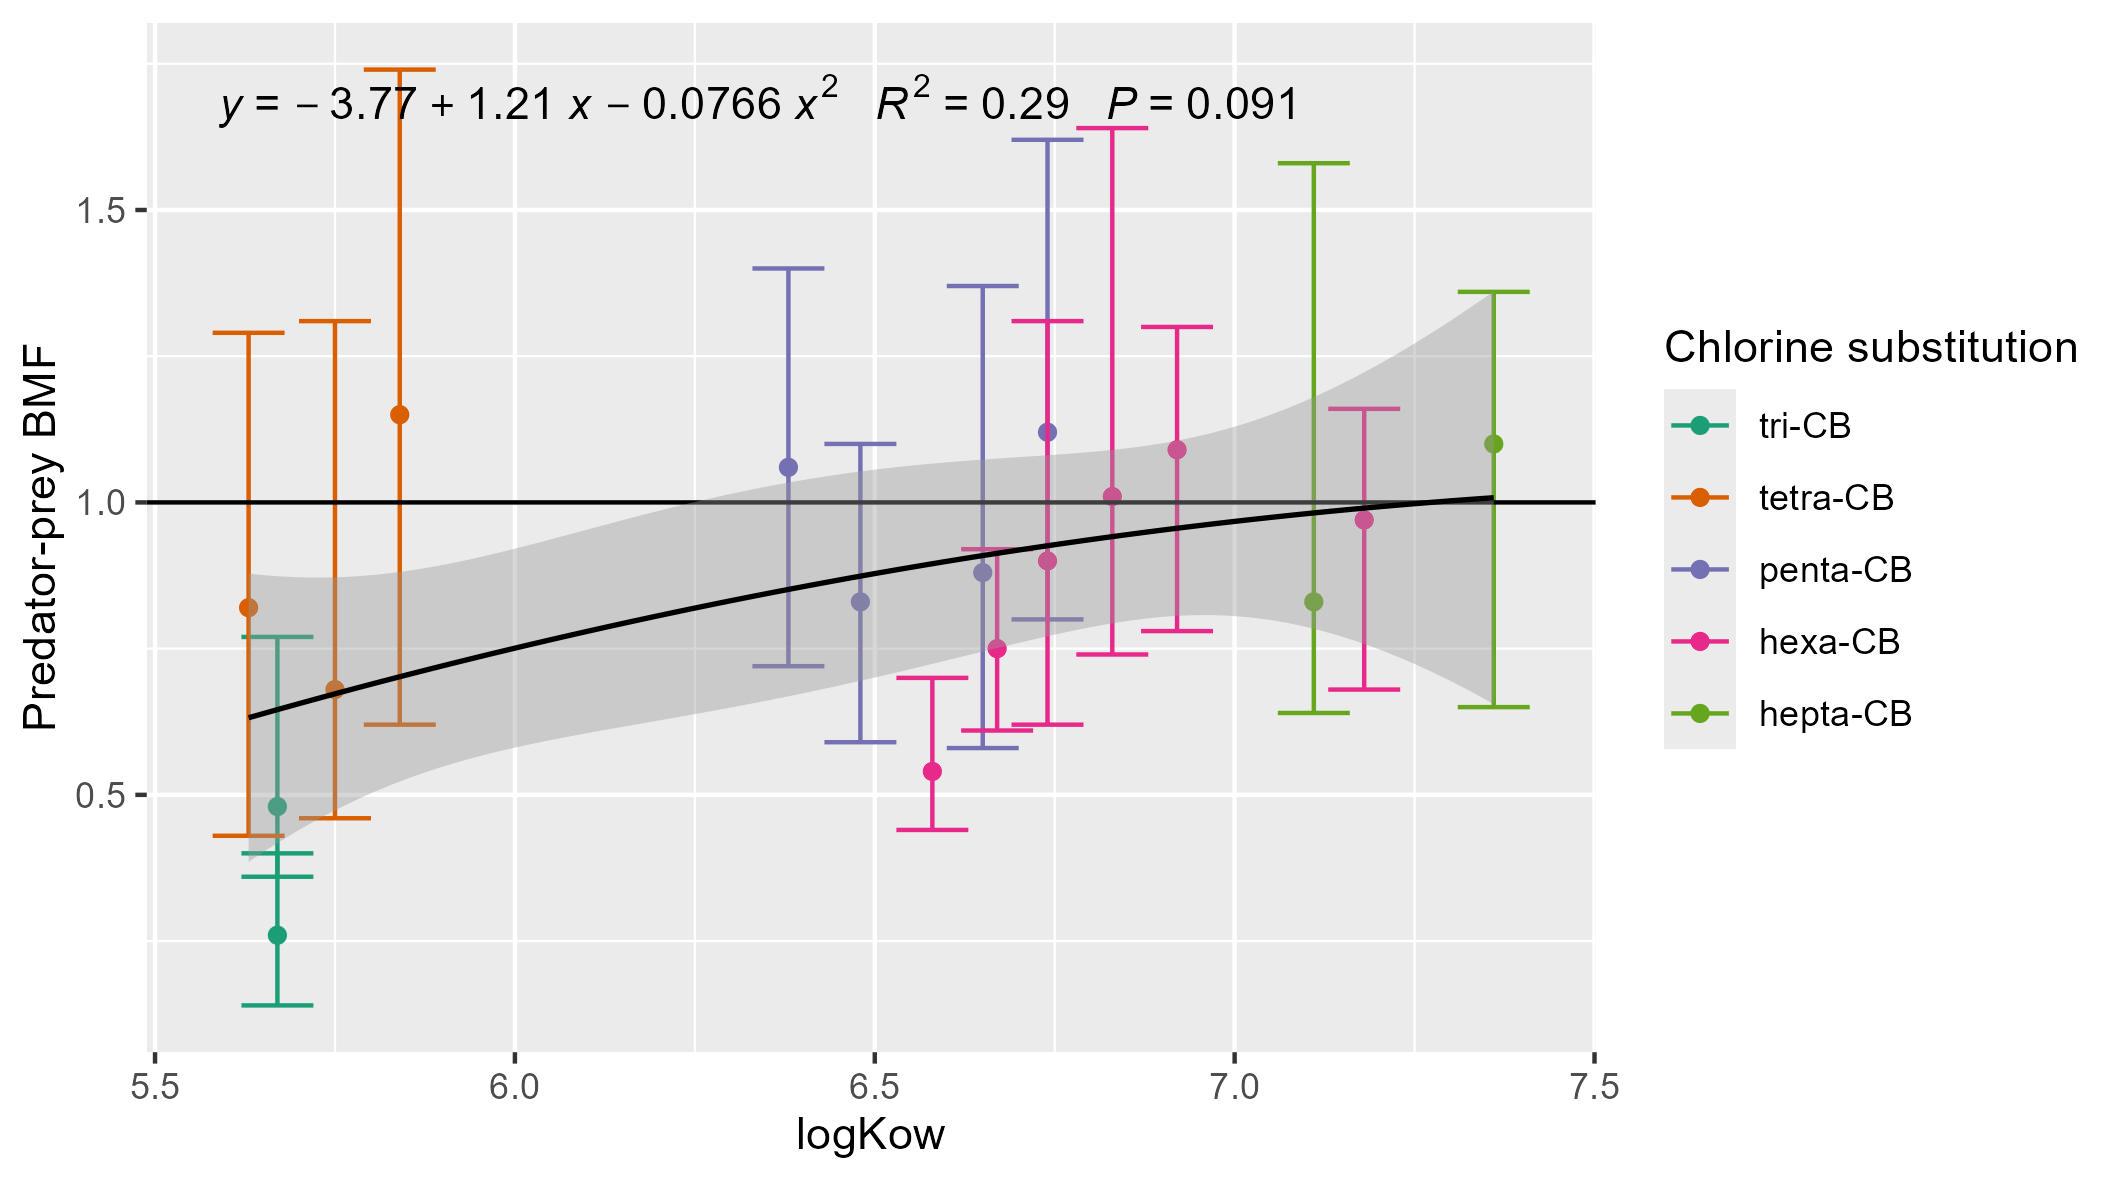 y = − 3.77 + 1.21 x − 0.0766 x² R² = 0.29 P = 0.091
1.5
1.0
0.5
Predator-prey BMF
5.5 6.0 6.5 7.0 7.5
logKow
Chlorine substitution
tri-CB
tetra-CB
penta-CB
hexa-CB
hepta-CB